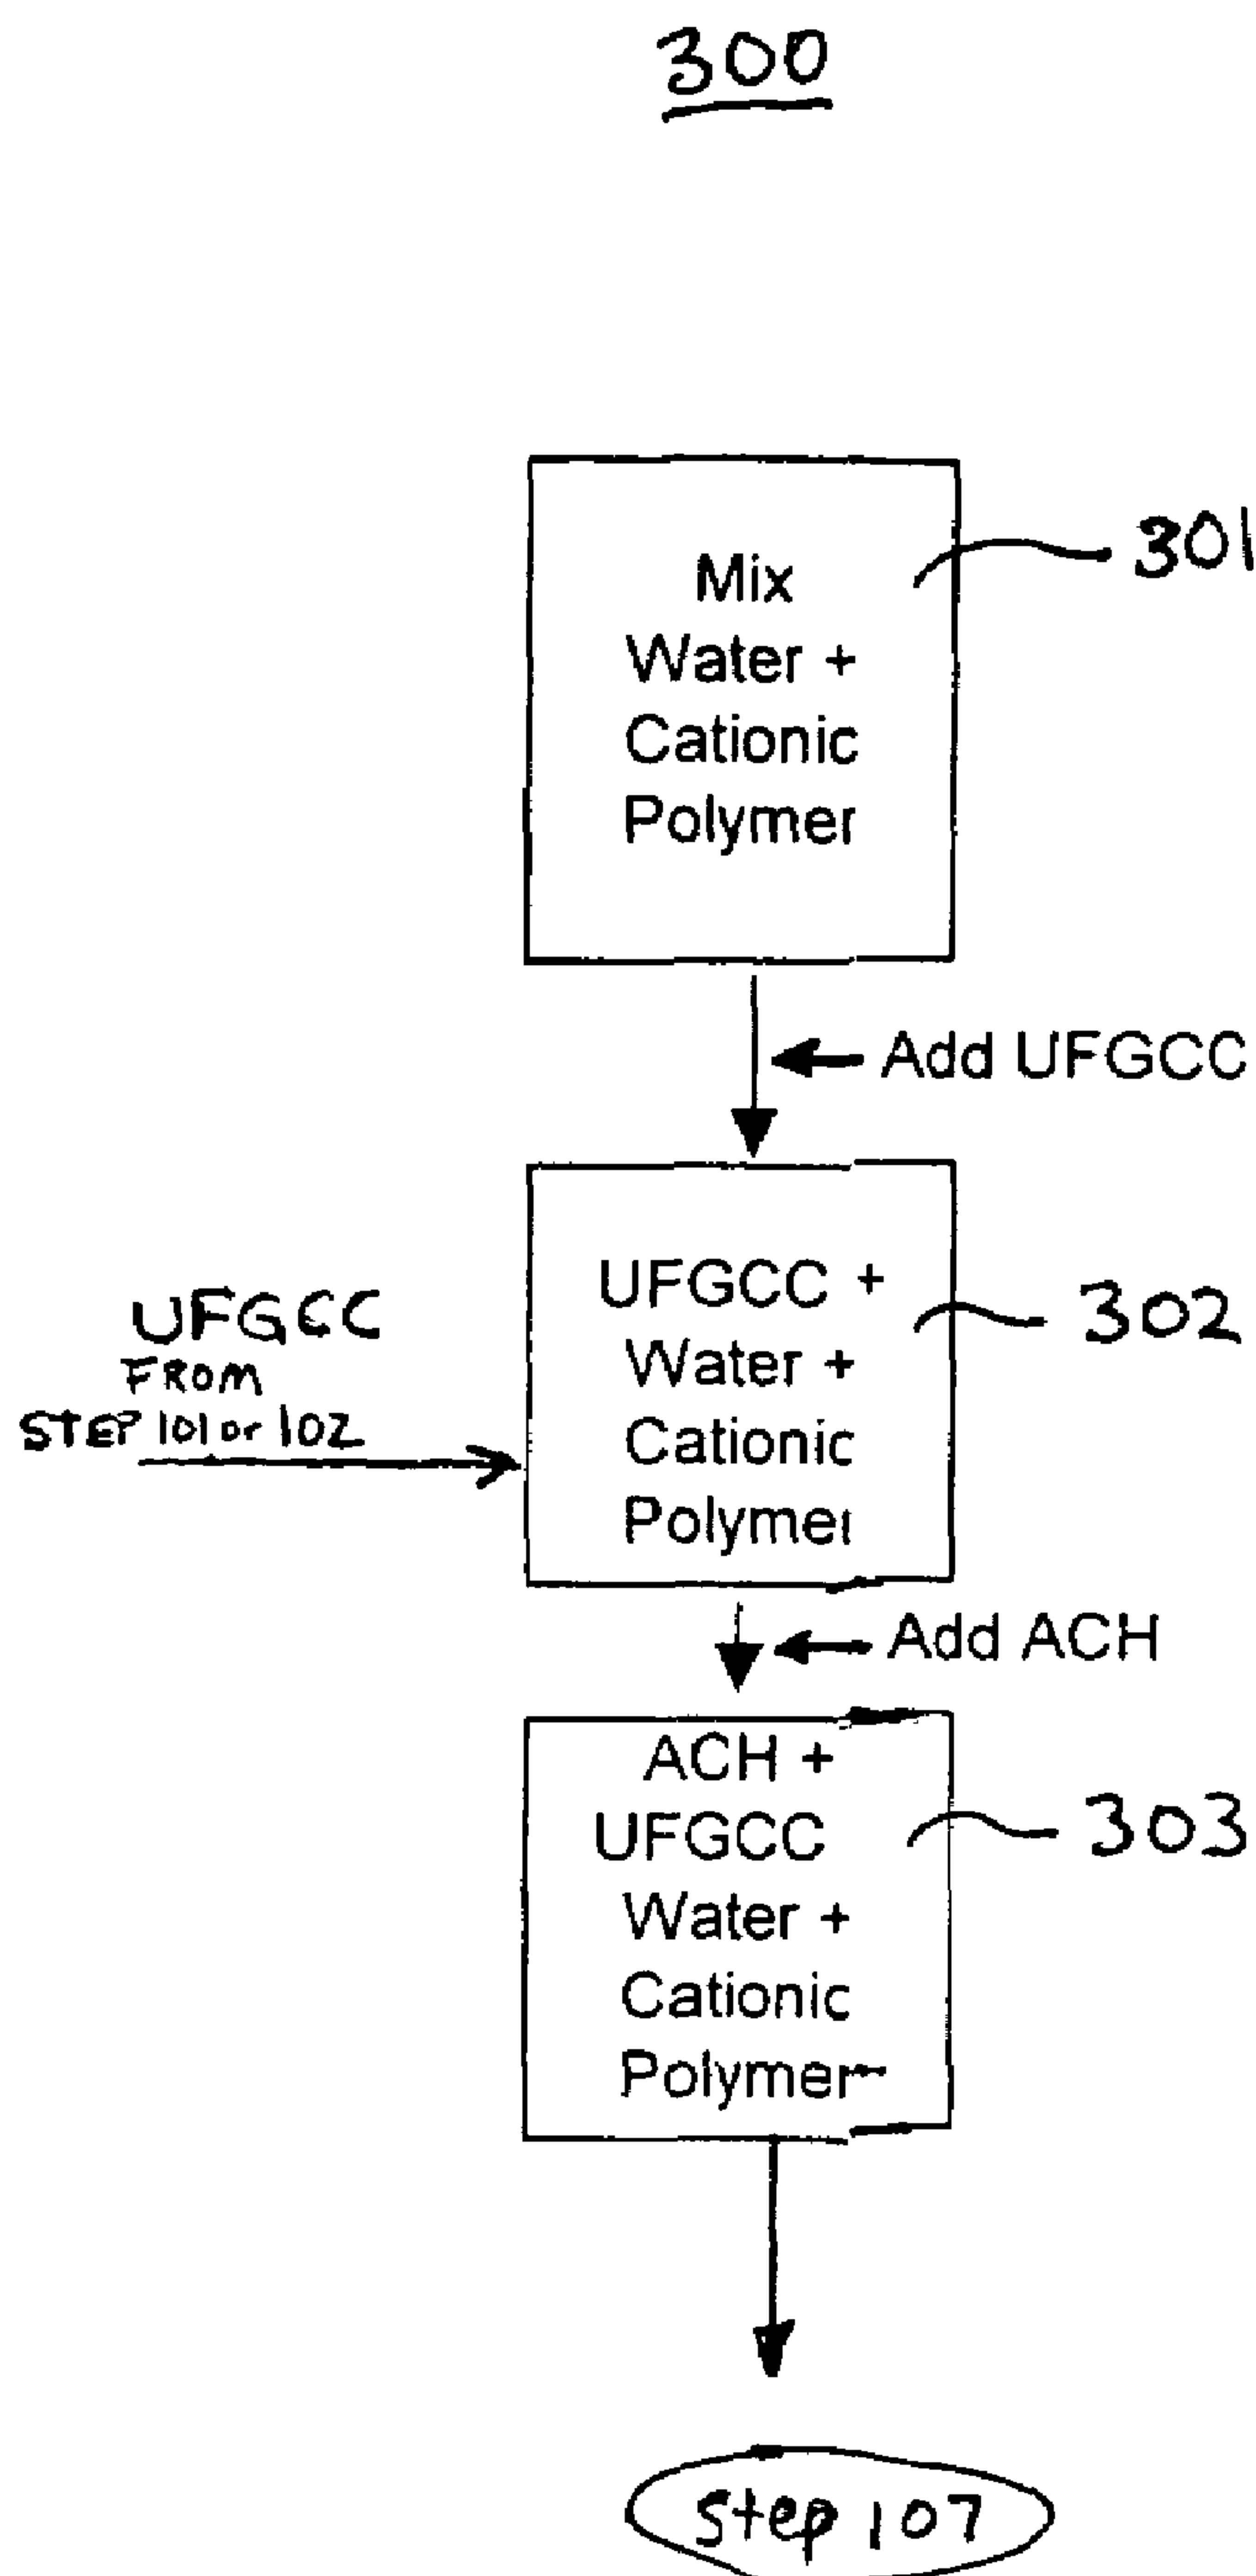 300
Mix
Water +
Cationic
Polymer
301
Add UFGCC
UFGCC +
Water +
Cationic
Polymer
302
UFGCC
FROM
STEP 101 or 102
Add ACH
ACH +
UFGCC
Water +
Cationic
Polymer
303
Step 107